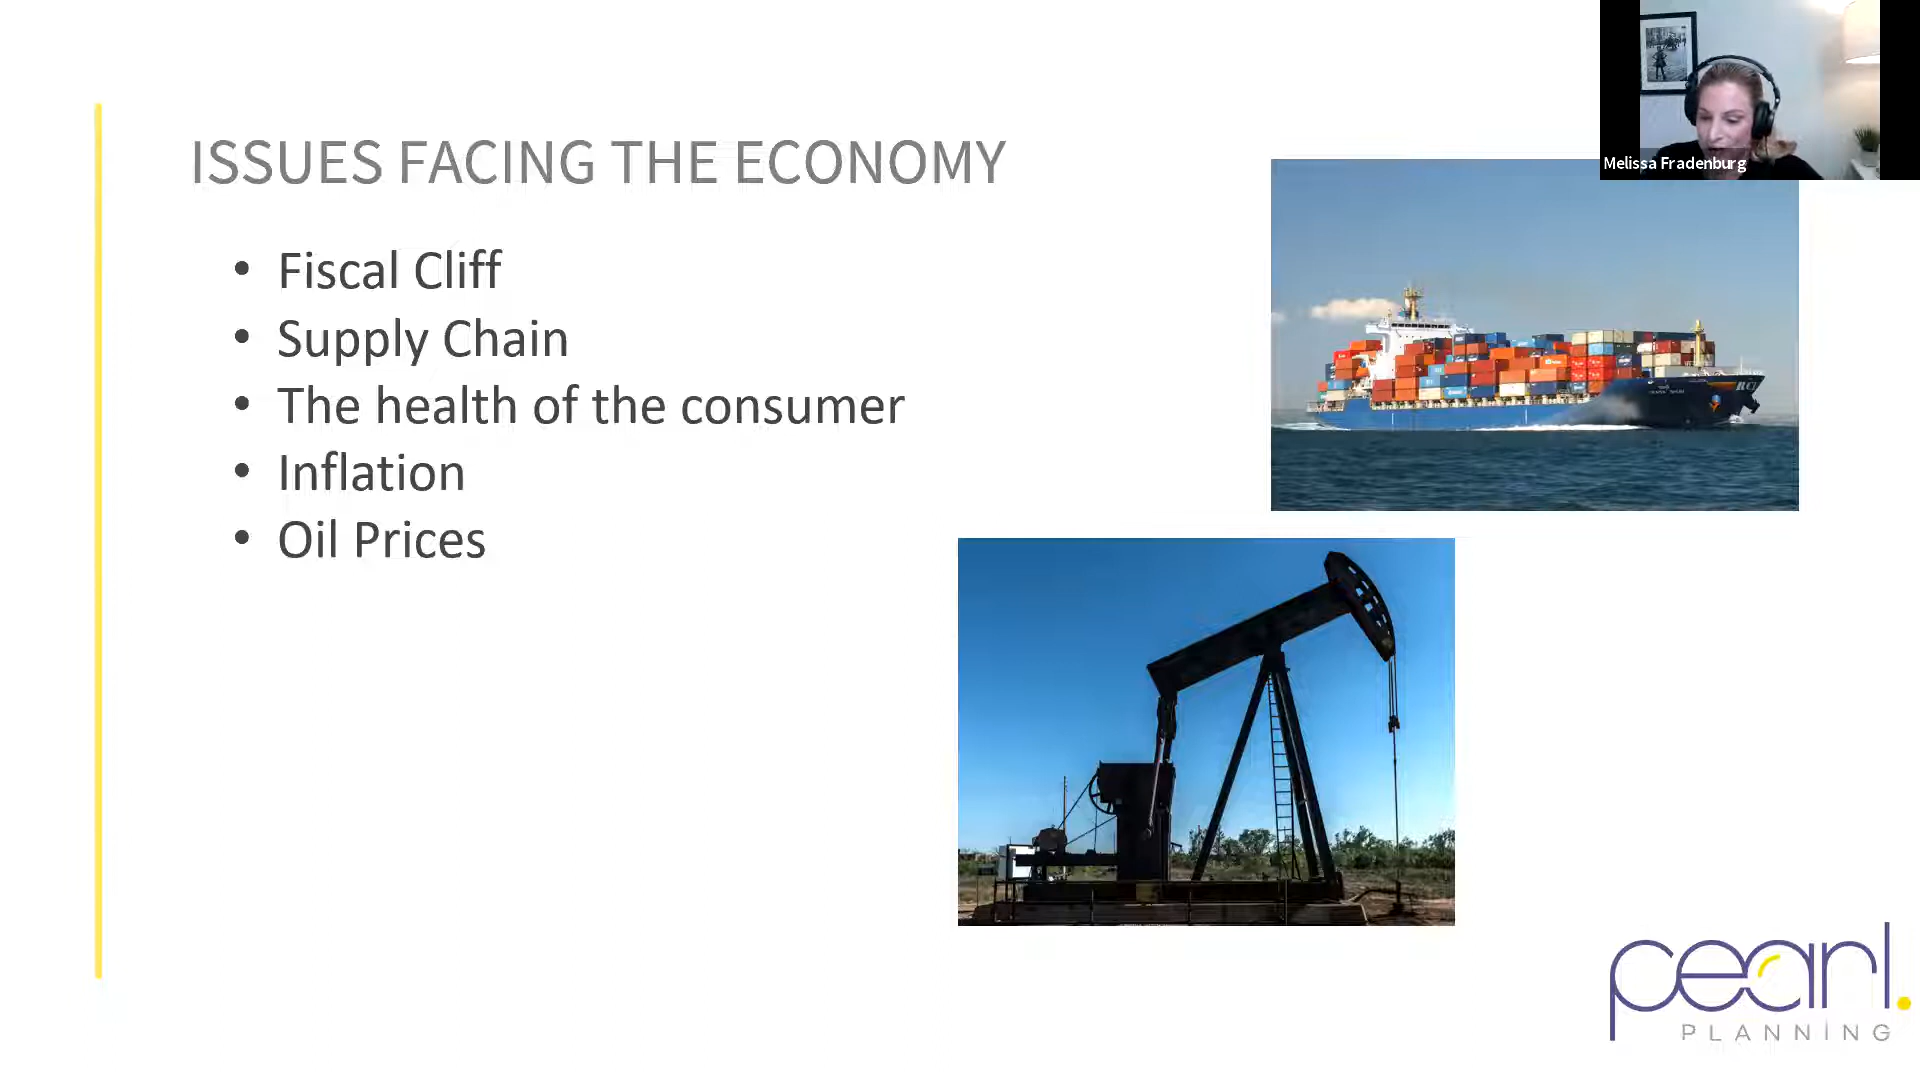 ISSUES FACING THE ECONOMY
• Fiscal Cliff
• Supply Chain
• The health of the consumer
• Inflation
• Oil Prices
Melissa Fradenburg
RCL
pearl.
PLANNING